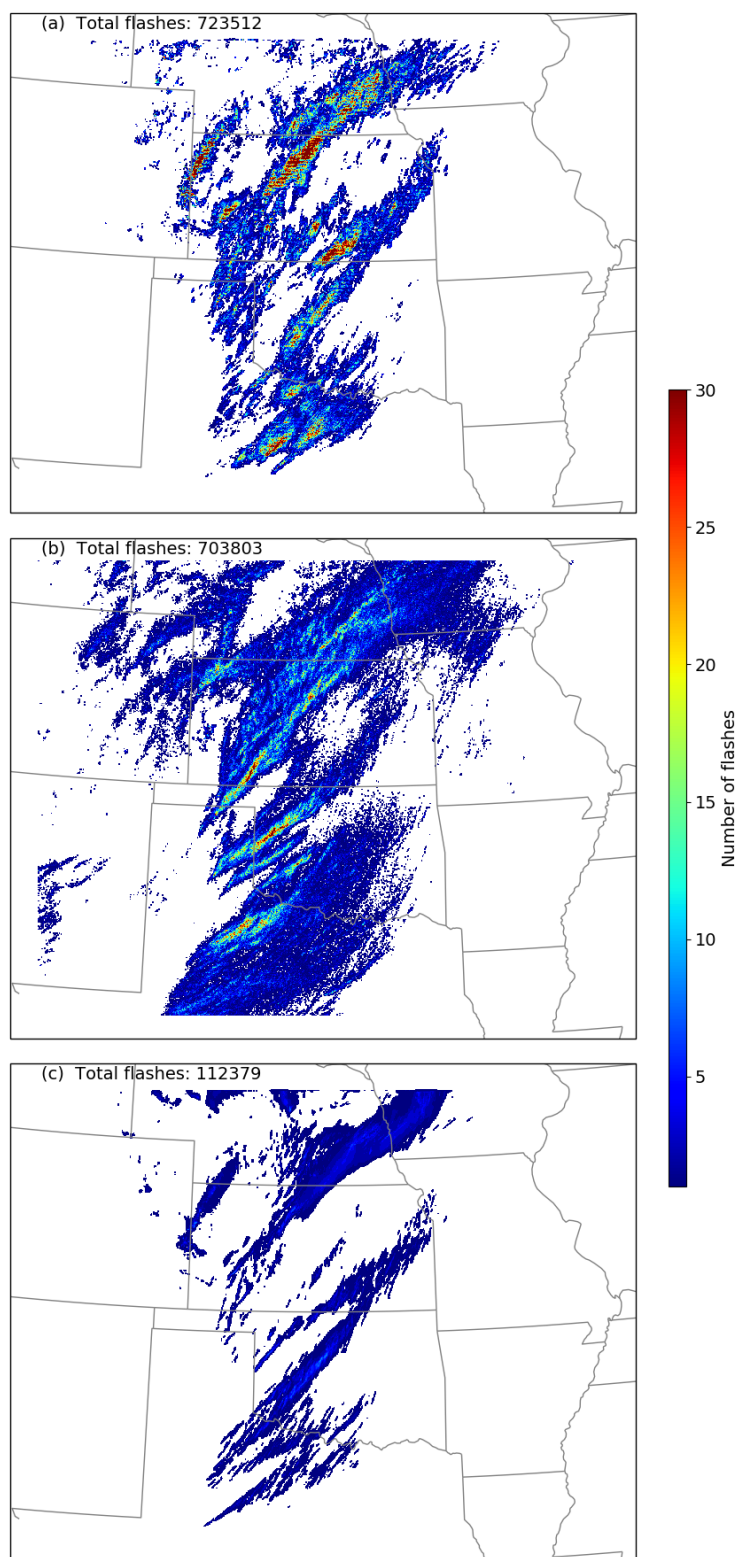 (a) Total flashes: 723512
(b) Total flashes: 703803
(c) Total flashes: 112379
30
25
20
15
10
5
Number of flashes